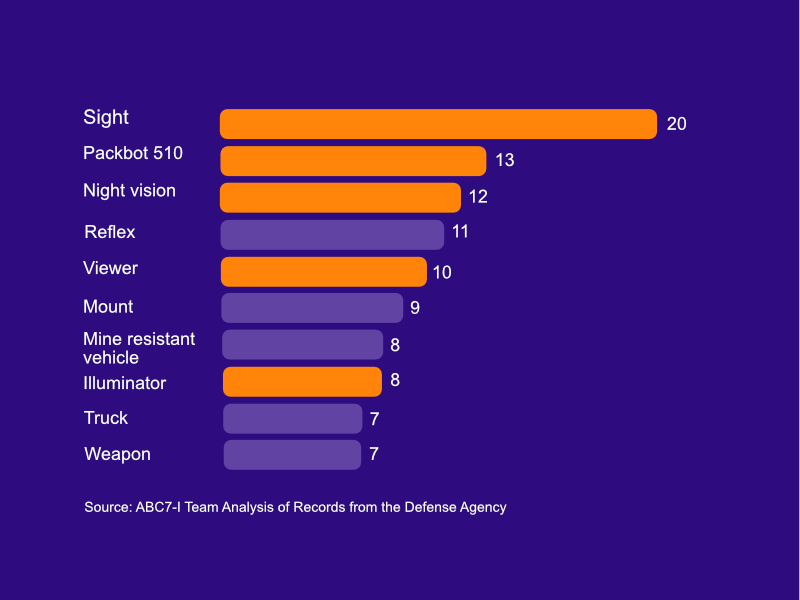 Sight 20
Packbot 510 13
Night vision 12
Reflex 11
Viewer 10
Mount 9
Mine resistant
vehicle 8
Illuminator 8
Truck 7
Weapon 7
Source: ABC7-I Team Analysis of Records from the Defense Agency